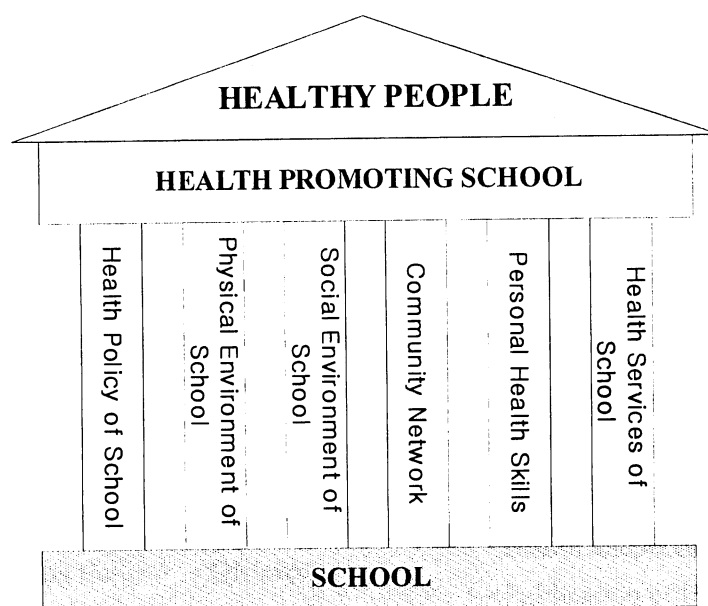 HEALTHY PEOPLE
HEALTH PROMOTING SCHOOL
Health Policy of School
Physical Environment of
School
Social Environment of
School
Community Network
Personal Health Skills
Health Services of
School
SCHOOL